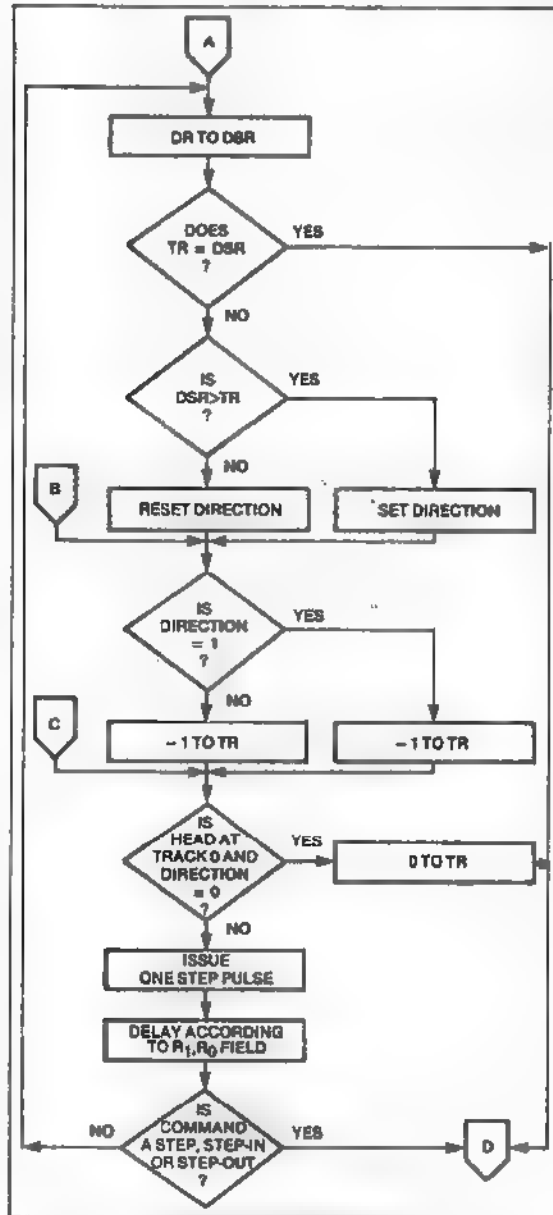 A
DR TO DSR
DOES
TR = DSR
?
YES
NO
IS
DSR>TR
?
YES
NO
B
RESET DIRECTION
SET DIRECTION
IS
DIRECTION
= 1
?
YES
NO
C
- 1 TO TR
- 1 TO TR
IS
HEAD AT
TRACK 0 AND
DIRECTION
= 0
?
YES
0 TO TR
NO
ISSUE
ONE STEP PULSE
DELAY ACCORDING
TO R1,R0 FIELD
IS
COMMAND
A STEP, STEP-IN
OR STEP-OUT
?
NO
YES
D